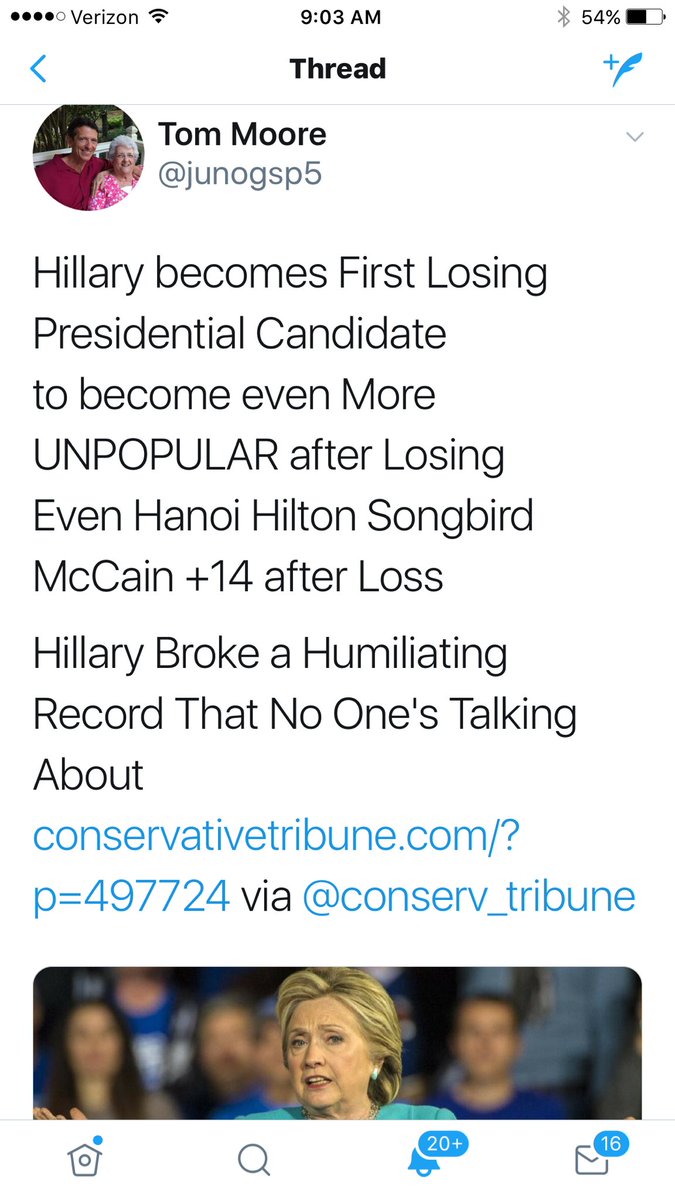 Verizon 9:03 AM 54%
Thread
Tom Moore
@junogsp5
Hillary becomes First Losing
Presidential Candidate
to become even More
UNPOPULAR after Losing
Even Hanoi Hilton Songbird
McCain +14 after Loss
Hillary Broke a Humiliating
Record That No One's Talking
About
conservativetribune.com/?
p=497724 via @conserv_tribune
20+ 16